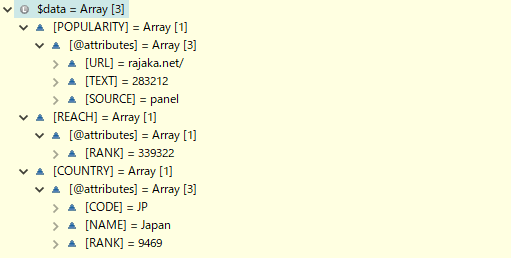 $data = Array [3]
[POPULARITY] = Array [1]
[@attributes] = Array [3]
[URL] = rajaka.net/
[TEXT] = 283212
[SOURCE] = panel
[REACH] = Array [1]
[@attributes] = Array [1]
[RANK] = 339322
[COUNTRY] = Array [1]
[@attributes] = Array [3]
[CODE] = JP
[NAME] = Japan
[RANK] = 9469